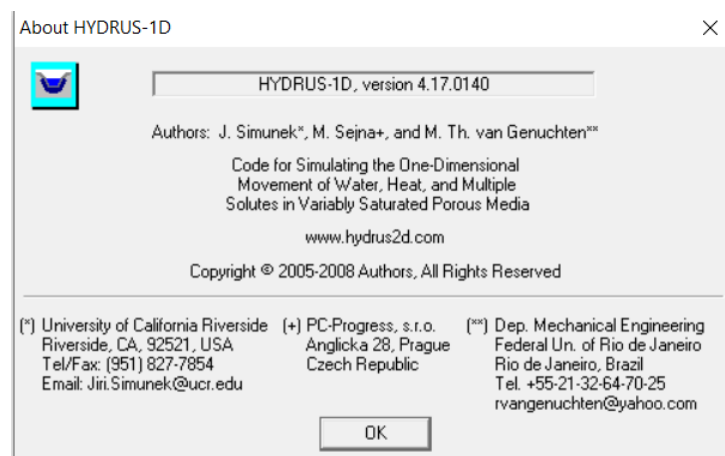 About HYDRUS-1D
HYDRUS-1D, version 4.17.0140
Authors: J. Simunek*, M. Sejna+, and M. Th. van Genuchten**
Code for Simulating the One-Dimensional
Movement of Water, Heat, and Multiple
Solutes in Variably Saturated Porous Media
www.hydrus2d.com
Copyright © 2005-2008 Authors, All Rights Reserved
(*) University of California Riverside
Riverside, CA, 92521, USA
Tel/Fax: (951) 827-7854
Email: Jiri.Simunek@ucr.edu
(+) PC-Progress, s.r.o.
Anglicka 28, Prague
Czech Republic
(**) Dep. Mechanical Engineering
Federal Un. of Rio de Janeiro
Rio de Janeiro, Brazil
Tel. +55-21-32-64-70-25
rvangenuchten@yahoo.com
OK